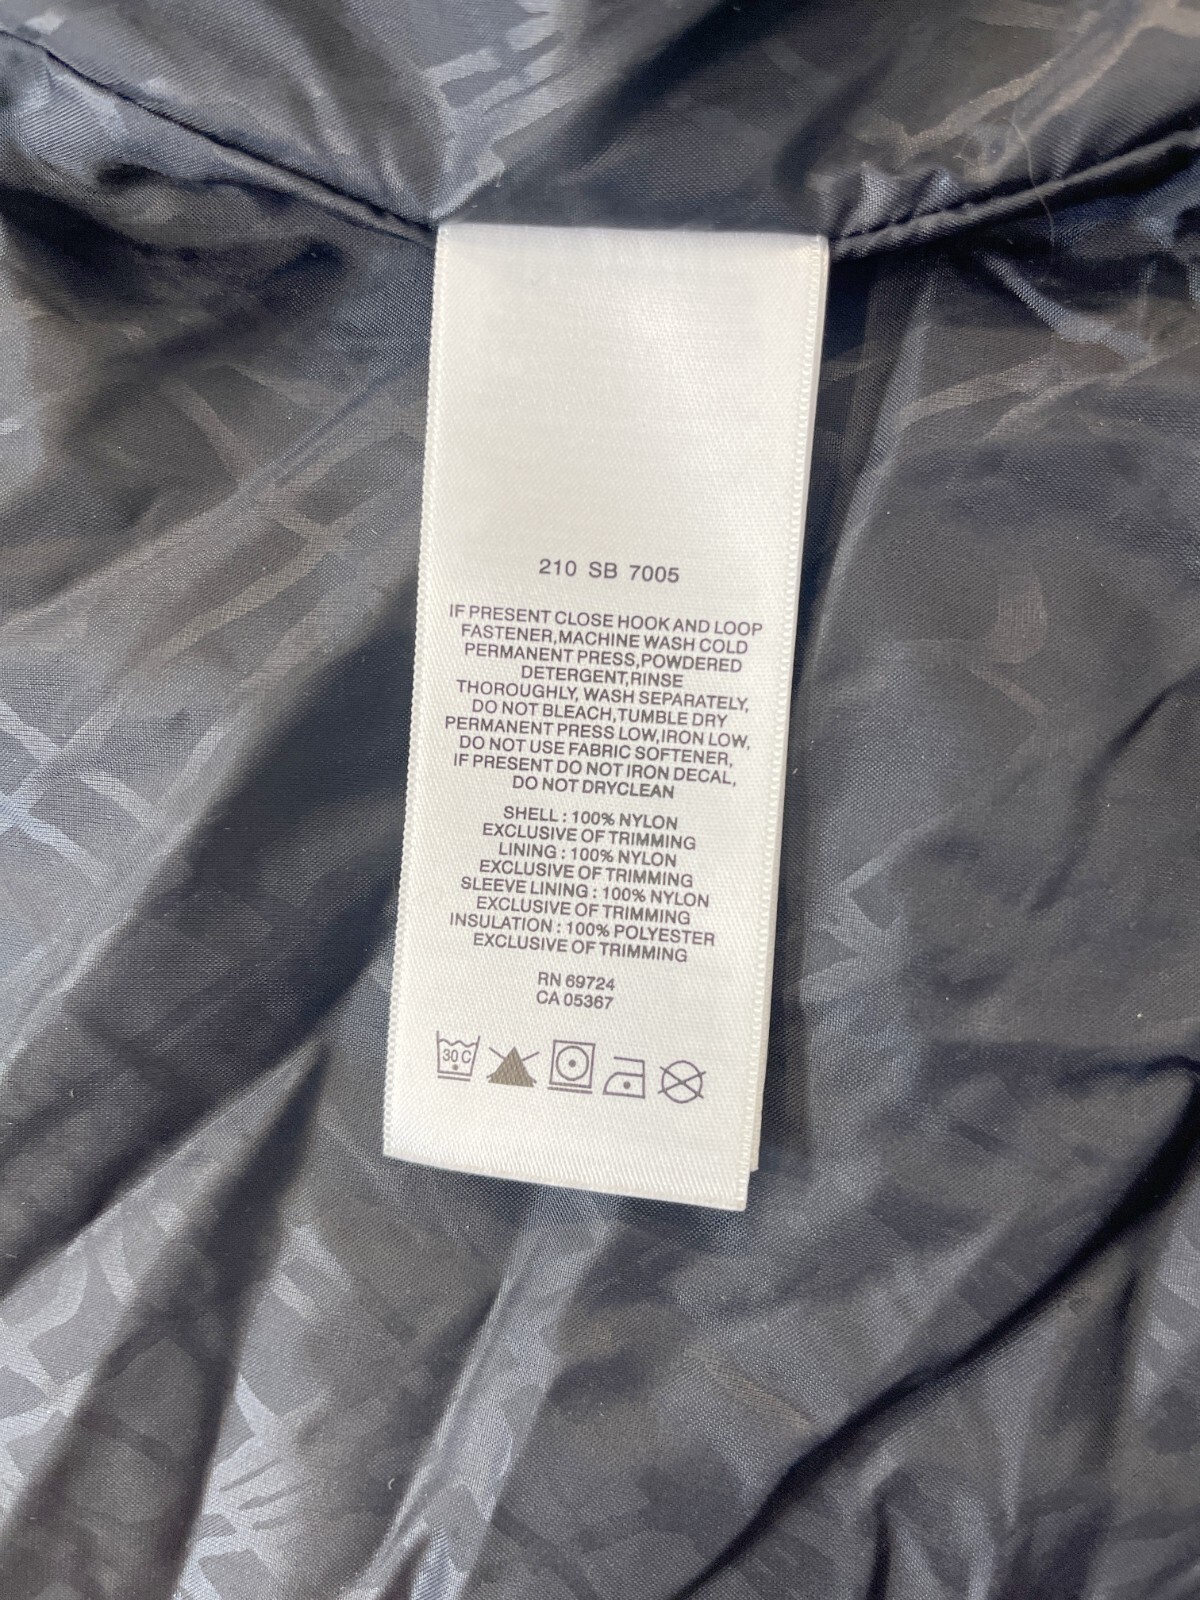 210 SB 7005
IF PRESENT CLOSE HOOK AND LOOP
FASTENER,MACHINE WASH COLD
PERMANENT PRESS,POWDERED
DETERGENT,RINSE
THOROUGHLY, WASH SEPARATELY,
DO NOT BLEACH,TUMBLE DRY
PERMANENT PRESS LOW,IRON LOW,
DO NOT USE FABRIC SOFTENER,
IF PRESENT DO NOT IRON DECAL,
DO NOT DRYCLEAN
SHELL : 100% NYLON
EXCLUSIVE OF TRIMMING
LINING : 100% NYLON
EXCLUSIVE OF TRIMMING
SLEEVE LINING : 100% NYLON
EXCLUSIVE OF TRIMMING
INSULATION : 100% POLYESTER
EXCLUSIVE OF TRIMMING
RN 69724
CA 05367
30 C